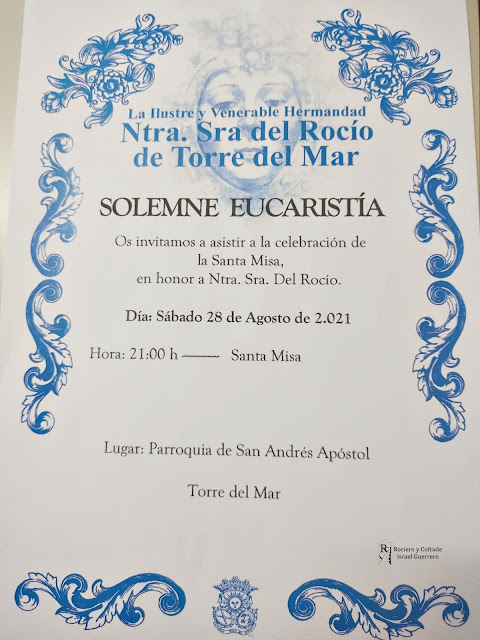 La Ilustre y Venerable Hermandad
Ntra. Sra del Rocío
de Torre del Mar
SOLEMNE EUCARISTÍA
Os invitamos a asistir a la celebración de
la Santa Misa,
en honor a Ntra. Sra. Del Rocío.
Día: Sábado 28 de Agosto de 2.021
Hora: 21:00 h ---------- Santa Misa
Lugar: Parroquia de San Andrés Apóstol
Torre del Mar
Rociero y Cofrade
Israel Guerrero